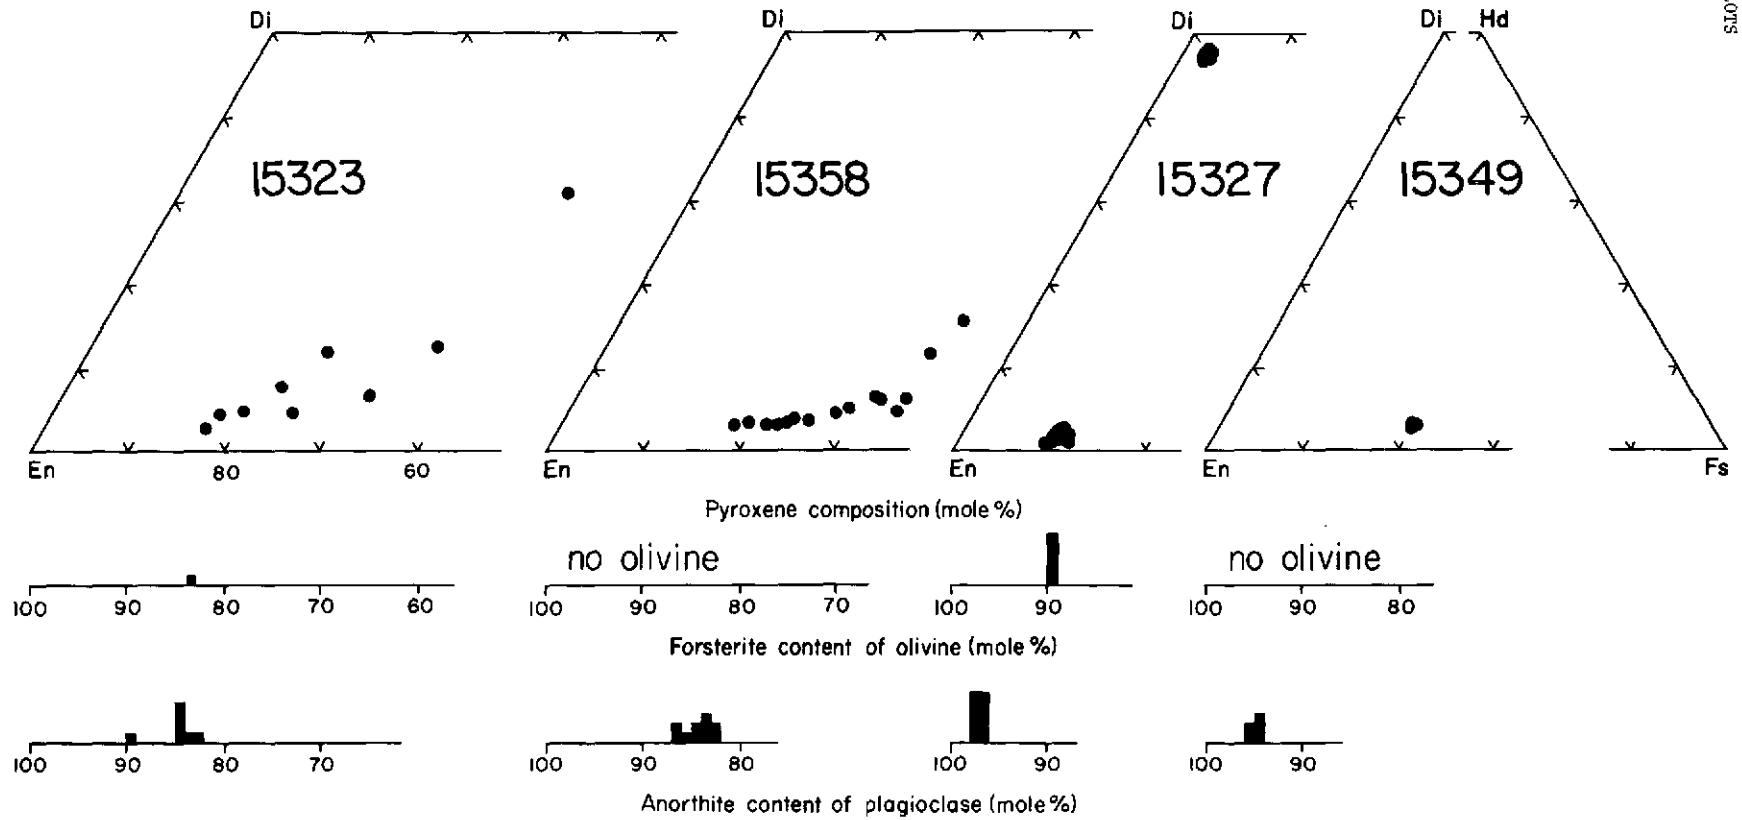 OTS
Di Di Di Di Hd
15323 15358 15327 15349
En 80 60 En En En Fs
Pyroxene composition (mole %)
no olivine no olivine
100 90 80 70 60 100 90 80 70 100 90 100 90 80
Forsterite content of olivine (mole %)
100 90 80 70 100 90 80 100 90 100 90
Anorthite content of plagioclase (mole %)